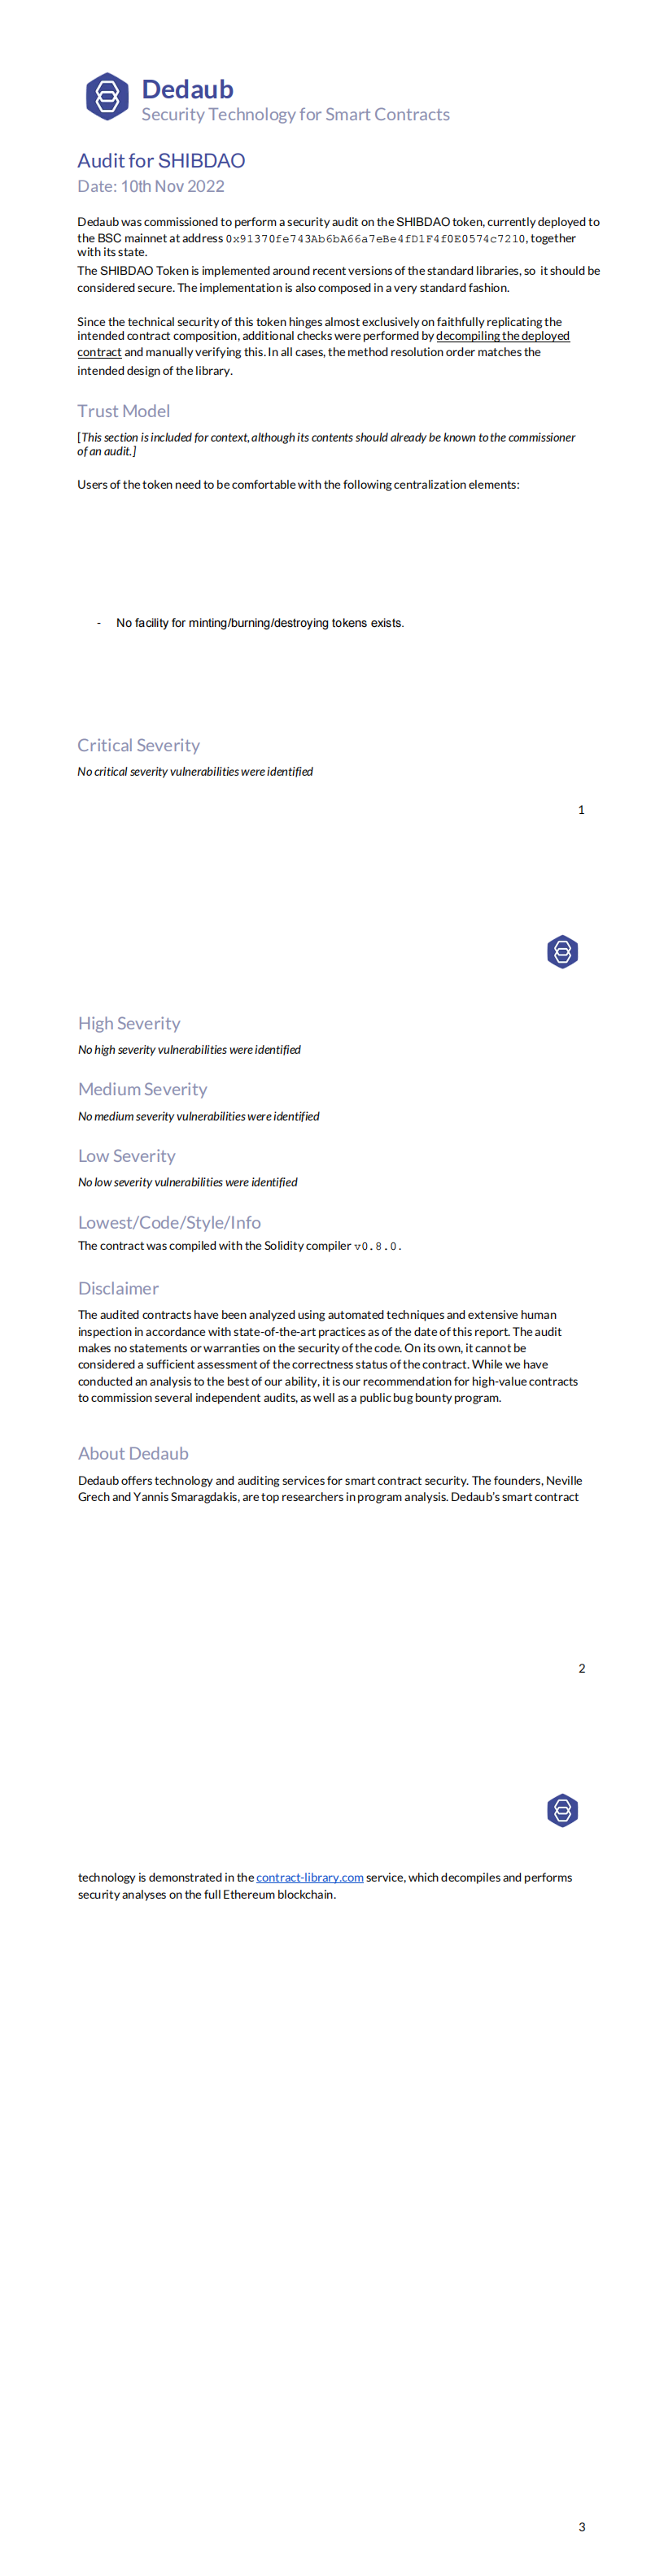 Dedaub
Security Technology for Smart Contracts
Audit for SHIBDAO
Date: 10th Nov 2022
Dedaub was commissioned to perform a security audit on the SHIBDAO token, currently deployed to
the BSC mainnet at address 0x91370fe743Ab6bA66a7eBe4fD1F4f0E0574c7210, together
with its state.
The SHIBDAO Token is implemented around recent versions of the standard libraries, so it should be
considered secure. The implementation is also composed in a very standard fashion.
Since the technical security of this token hinges almost exclusively on faithfully replicating the
intended contract composition, additional checks were performed by decompiling the deployed
contract and manually verifying this. In all cases, the method resolution order matches the
intended design of the library.
Trust Model
[This section is included for context, although its contents should already be known to the commissioner
of an audit.]
Users of the token need to be comfortable with the following centralization elements:
- No facility for minting/burning/destroying tokens exists.
Critical Severity
No critical severity vulnerabilities were identified
1
High Severity
No high severity vulnerabilities were identified
Medium Severity
No medium severity vulnerabilities were identified
Low Severity
No low severity vulnerabilities were identified
Lowest/Code/Style/Info
The contract was compiled with the Solidity compiler v0.8.0.
Disclaimer
The audited contracts have been analyzed using automated techniques and extensive human
inspection in accordance with state-of-the-art practices as of the date of this report. The audit
makes no statements or warranties on the security of the code. On its own, it cannot be
considered a sufficient assessment of the correctness status of the contract. While we have
conducted an analysis to the best of our ability, it is our recommendation for high-value contracts
to commission several independent audits, as well as a public bug bounty program.
About Dedaub
Dedaub offers technology and auditing services for smart contract security. The founders, Neville
Grech and Yannis Smaragdakis, are top researchers in program analysis. Dedaub's smart contract
2
technology is demonstrated in the contract-library.com service, which decompiles and performs
security analyses on the full Ethereum blockchain.
3